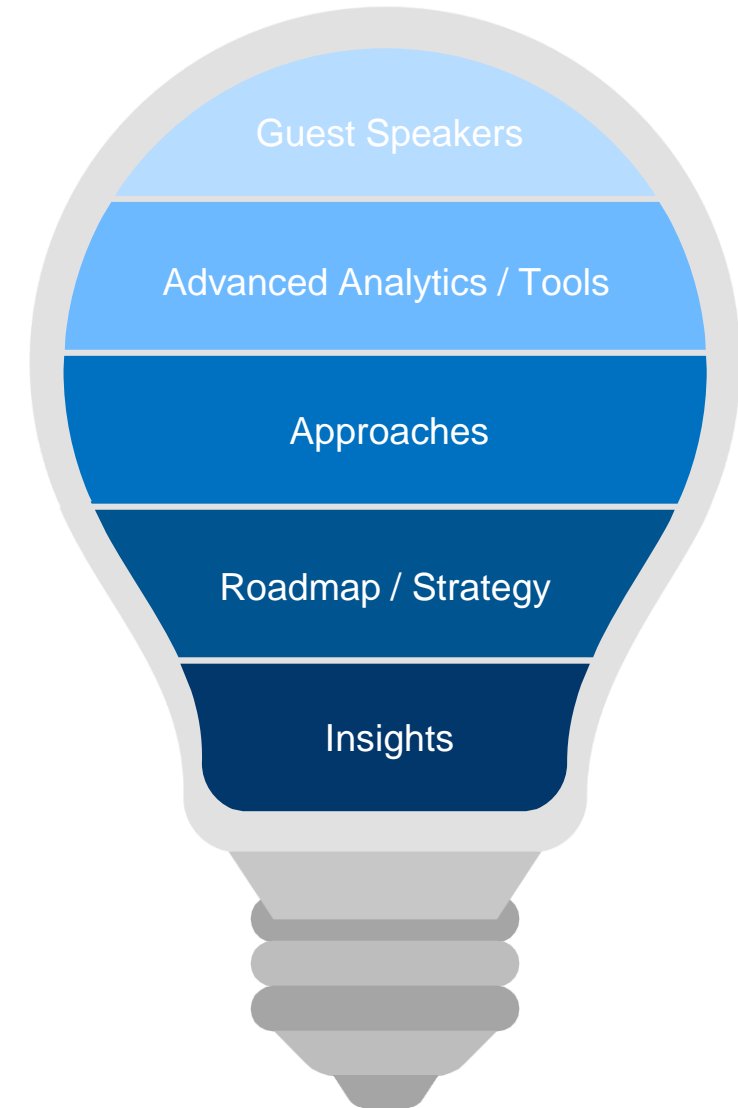 Guest Speakers
Advanced Analytics / Tools
Approaches
Roadmap / Strategy
Insights